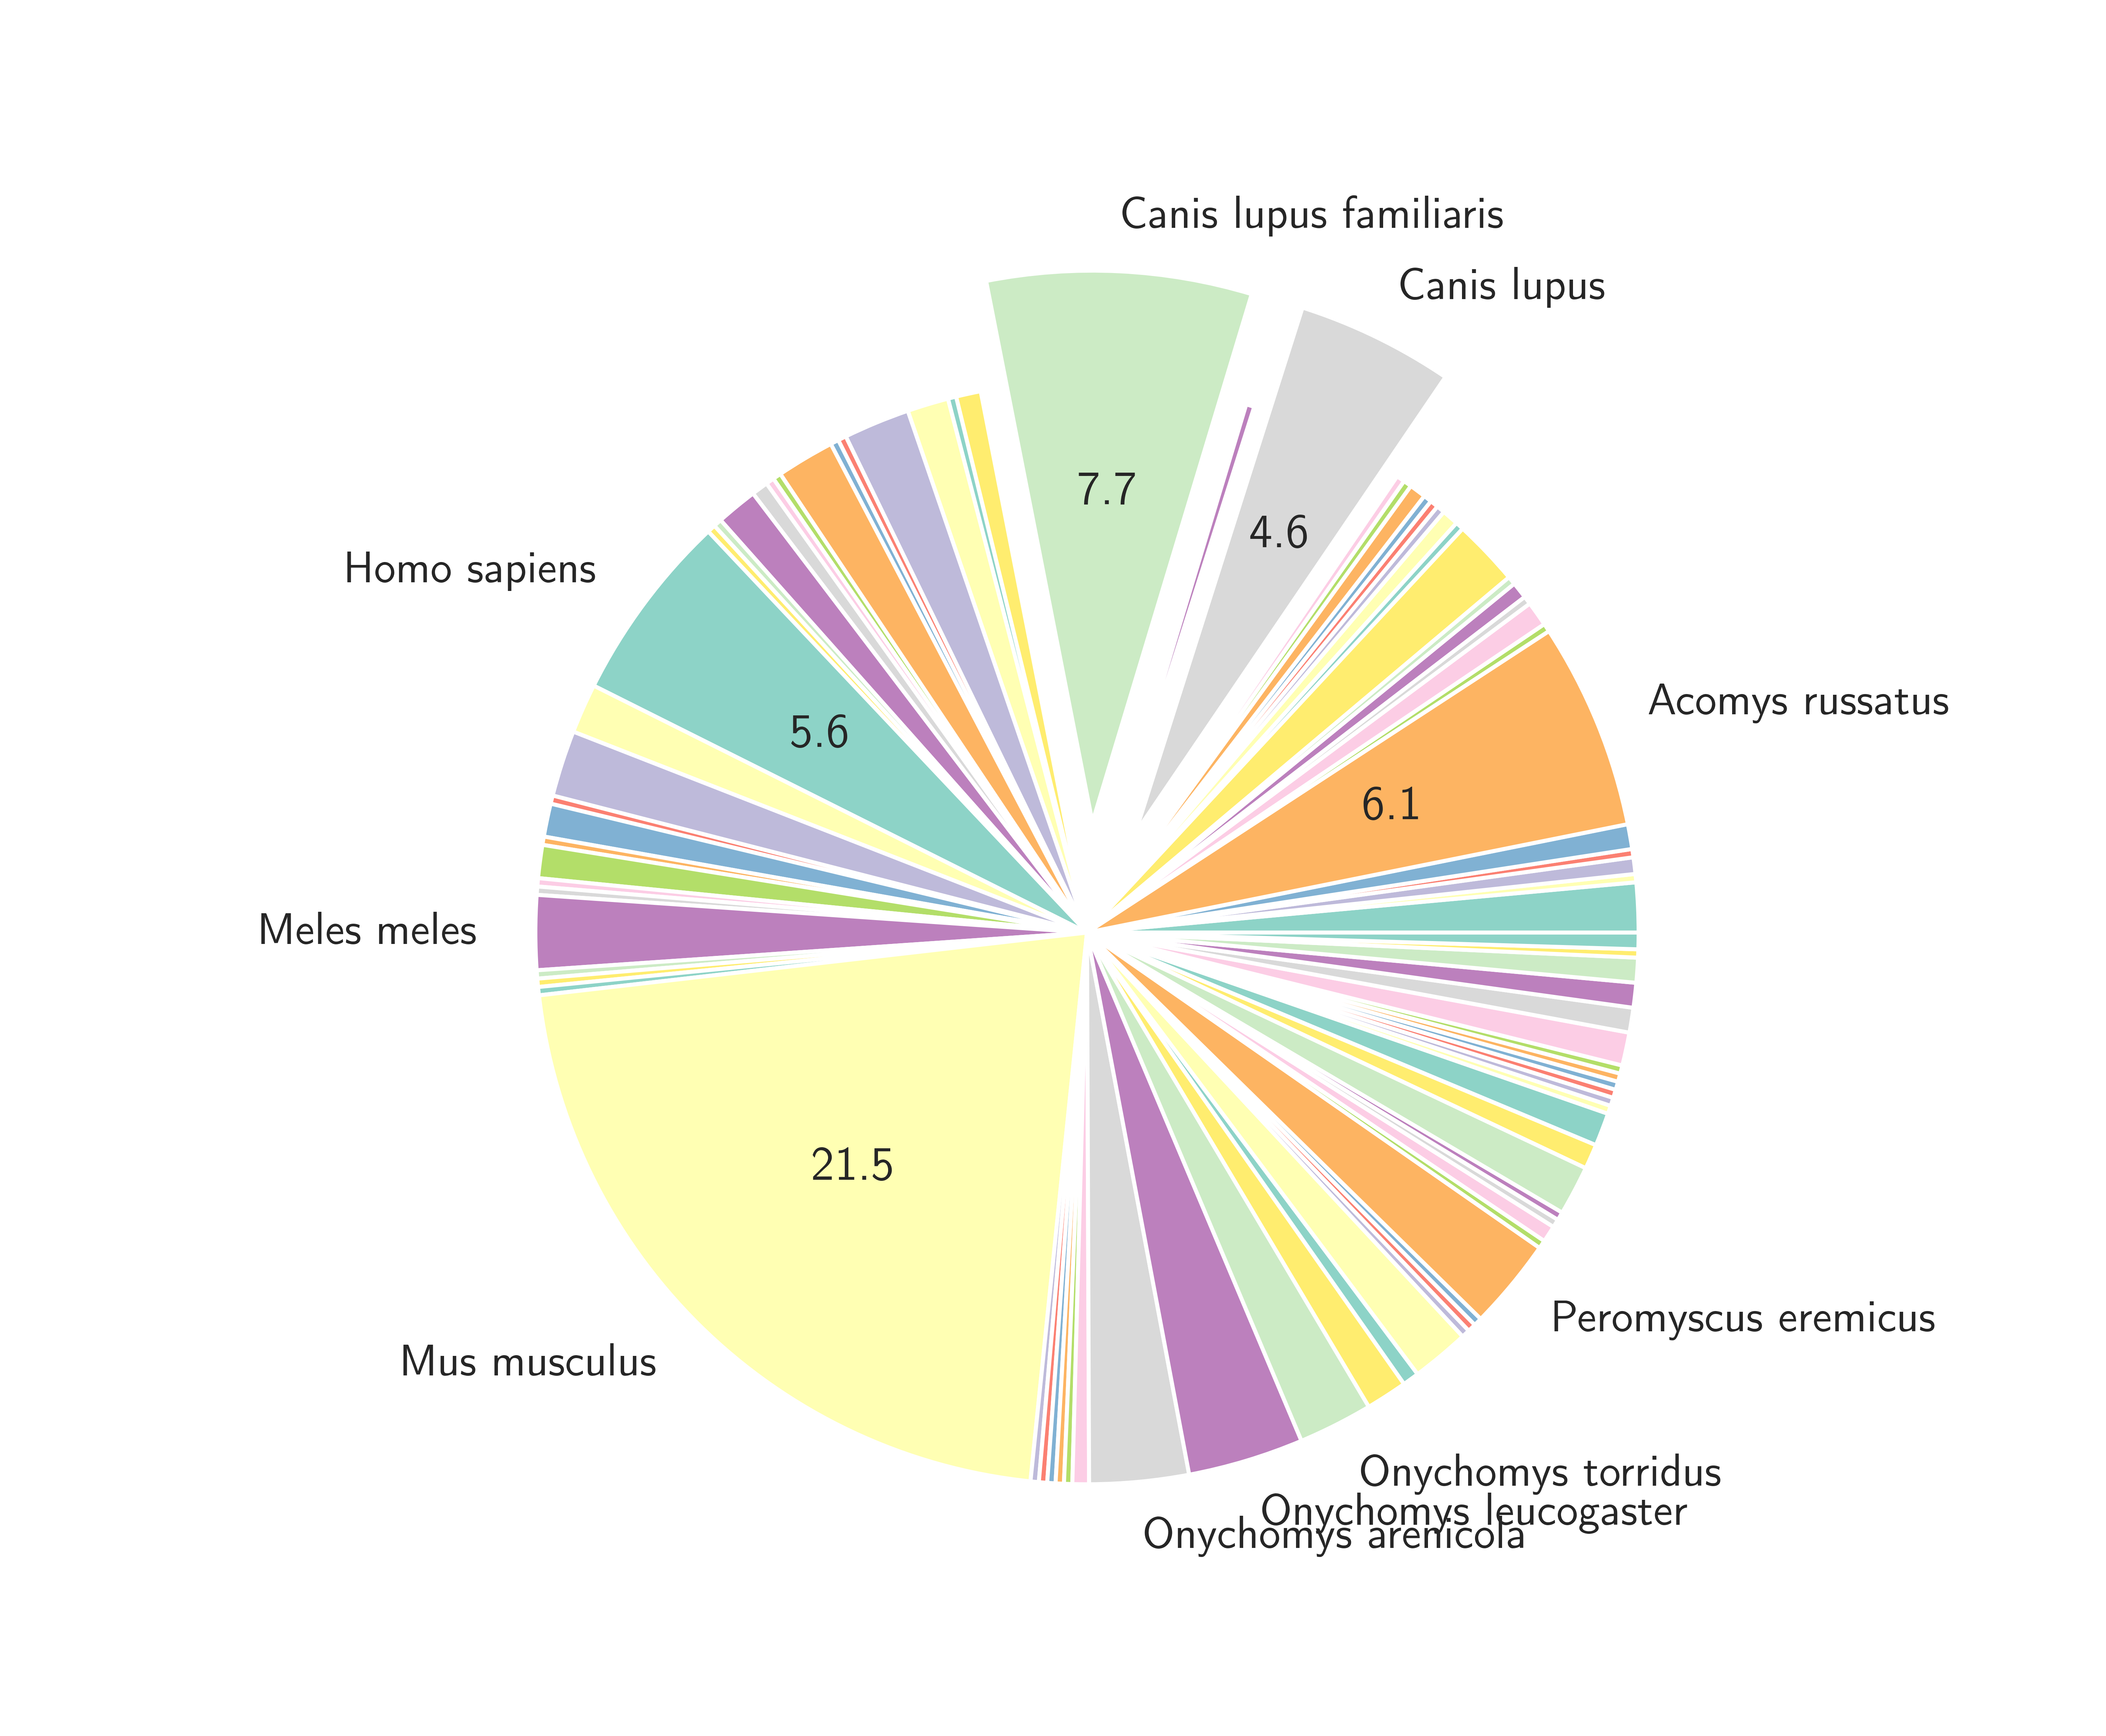 Canis lupus familiaris
Canis lupus
7.7
4.6
Homo sapiens
Acomys russatus
5.6
6.1
Meles meles
21.5
Peromyscus eremicus
Mus musculus
Onychomys torridus
Onychomys leucogaster
Onychomys arenicola